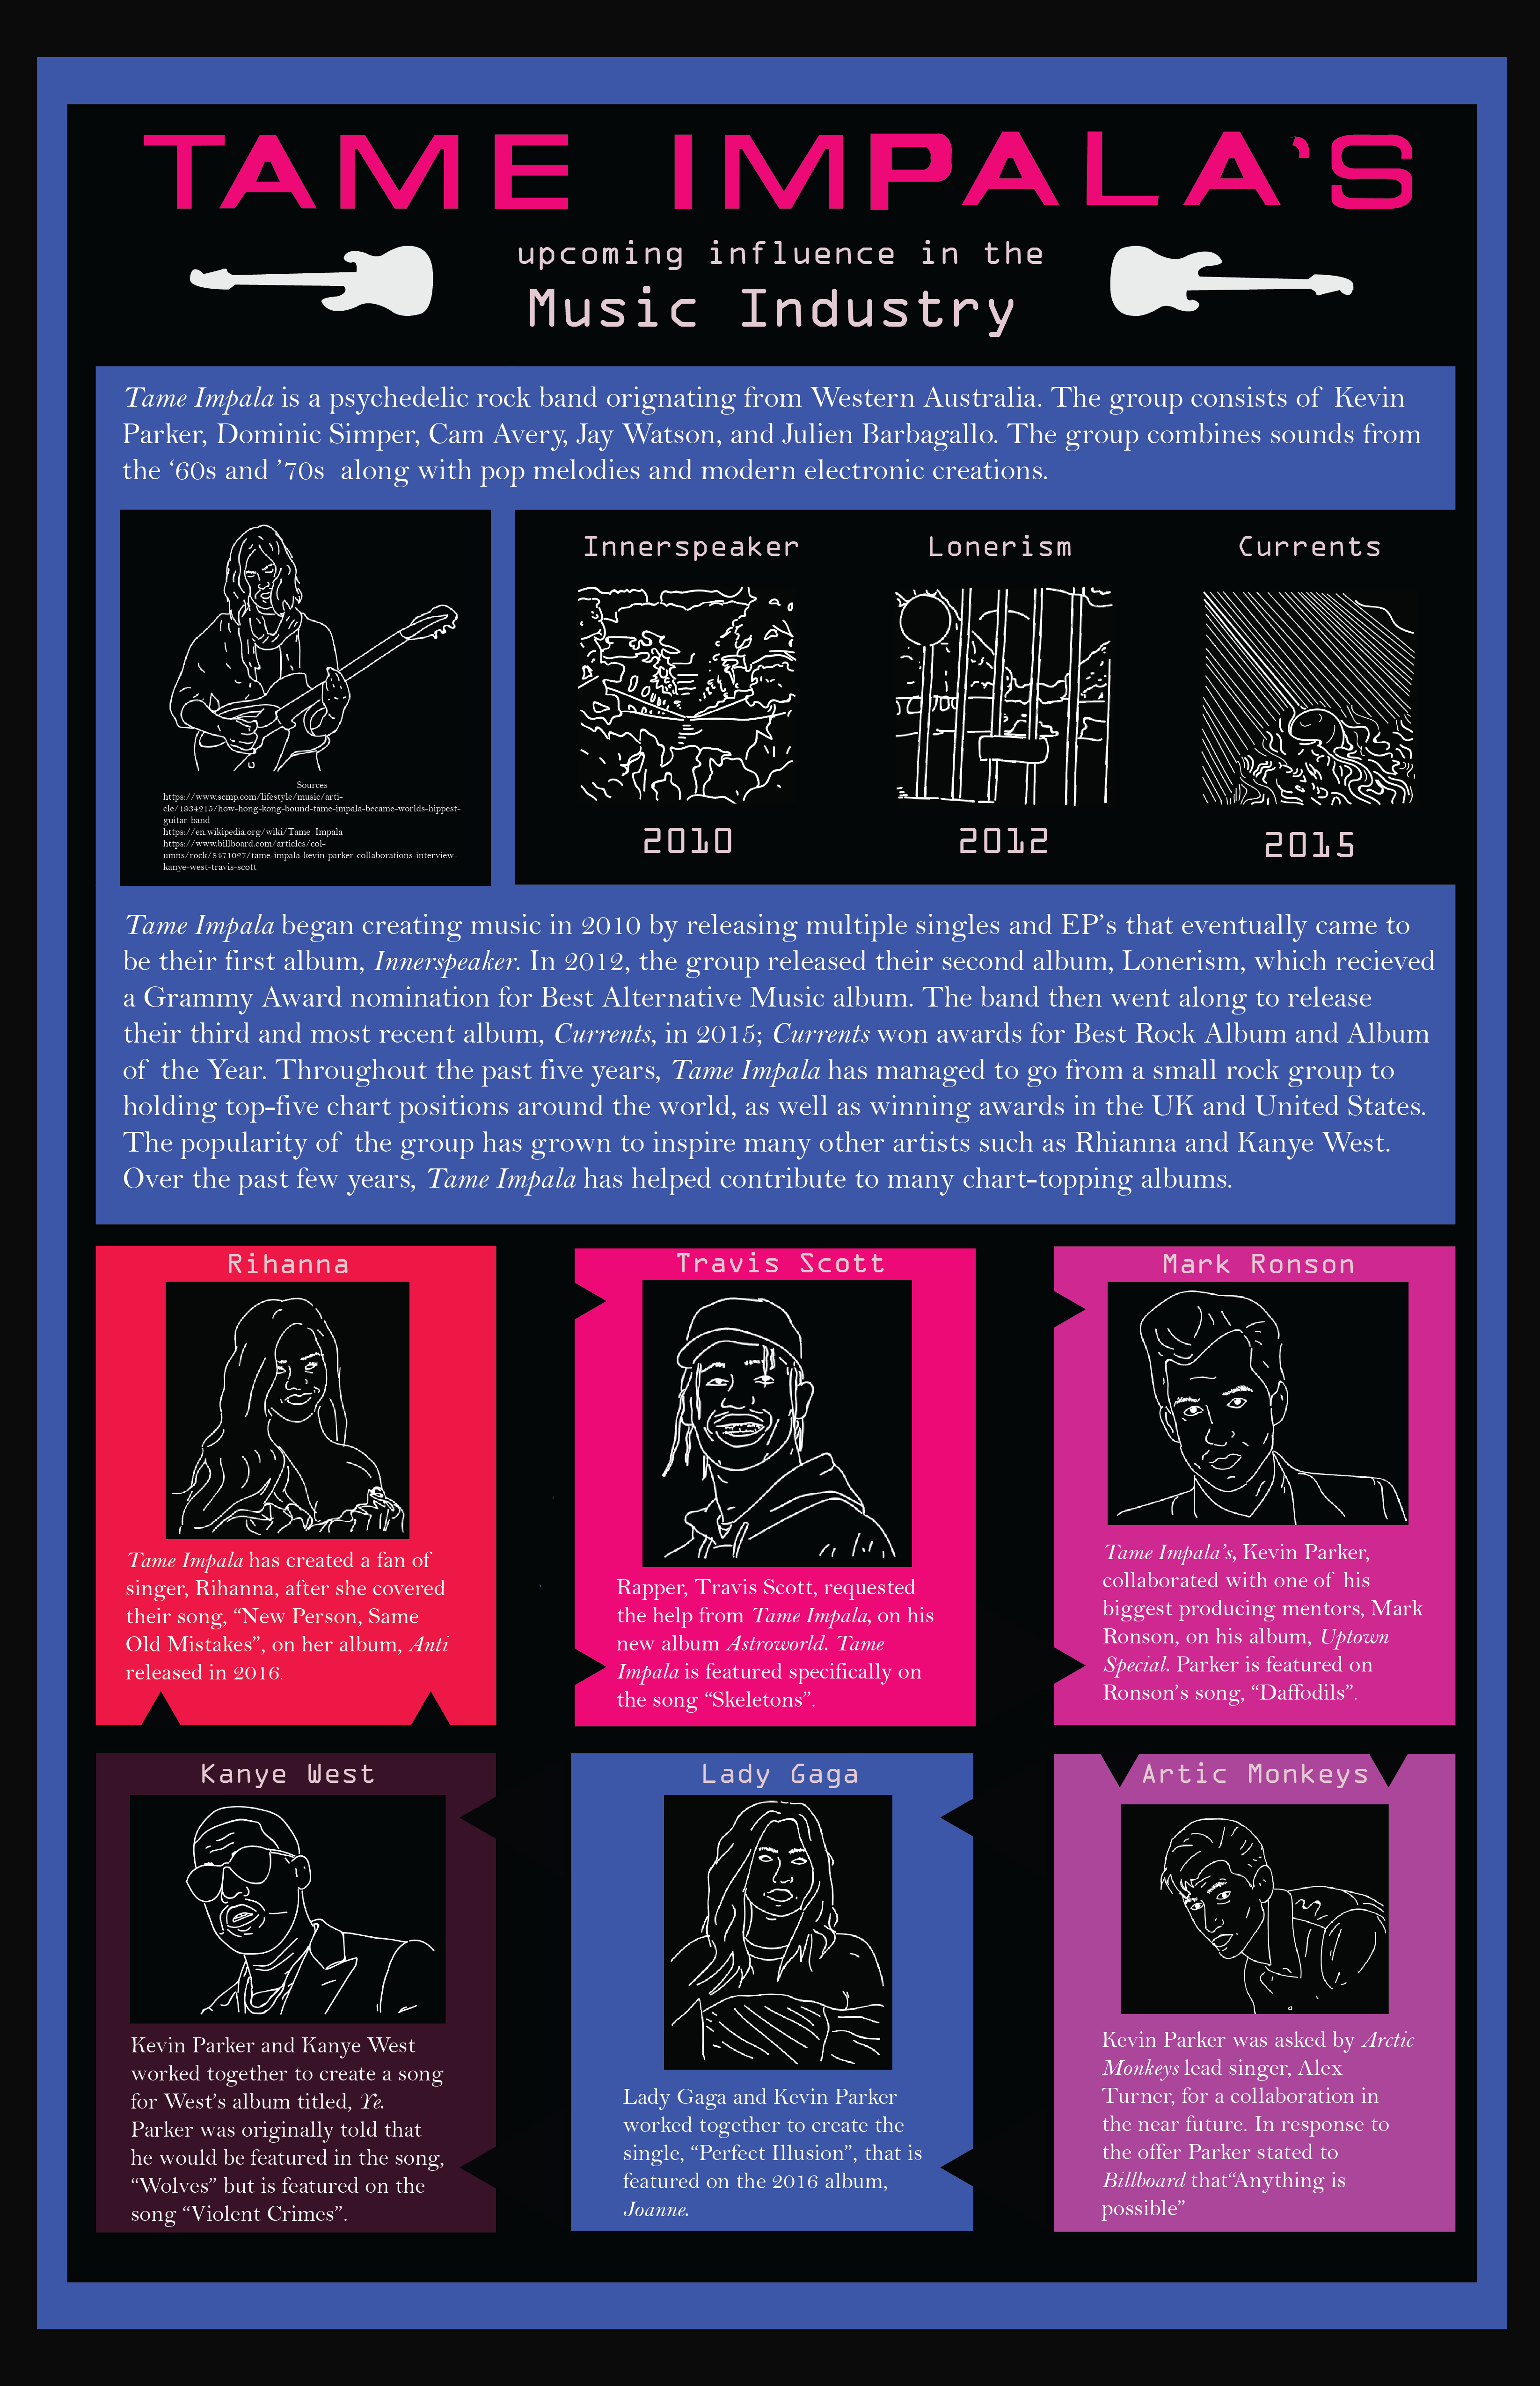 TAME IMPALA'S
upcoming influence in the
Music Industry
Tame Impala is a psychedelic rock band orignating from Western Australia. The group consists of Kevin
Parker, Dominic Simper, Cam Avery, Jay Watson, and Julien Barbagallo. The group combines sounds from
the ‘60s and ’70s along with pop melodies and modern electronic creations.
Sources
https://www.scmp.com/lifestyle/music/arti-
cle/1934215/how-hong-kong-bound-tame-impala-became-worlds-hippest-
guitar-band
https://en.wikipedia.org/wiki/Tame_Impala
https://www.billboard.com/articles/col-
umns/rock/8471027/tame-impala-kevin-parker-collaborations-interview-
kanye-west-travis-scott
Innerspeaker
2010
Lonerism
2012
Currents
2015
Tame Impala began creating music in 2010 by releasing multiple singles and EP’s that eventually came to
be their first album, Innerspeaker. In 2012, the group released their second album, Lonerism, which recieved
a Grammy Award nomination for Best Alternative Music album. The band then went along to release
their third and most recent album, Currents, in 2015; Currents won awards for Best Rock Album and Album
of the Year. Throughout the past five years, Tame Impala has managed to go from a small rock group to
holding top-five chart positions around the world, as well as winning awards in the UK and United States.
The popularity of the group has grown to inspire many other artists such as Rhianna and Kanye West.
Over the past few years, Tame Impala has helped contribute to many chart-topping albums.
Rihanna
Tame Impala has created a fan of
singer, Rihanna, after she covered
their song, “New Person, Same
Old Mistakes”, on her album, Anti
released in 2016.
Travis Scott
Rapper, Travis Scott, requested
the help from Tame Impala, on his
new album Astroworld. Tame
Impala is featured specifically on
the song “Skeletons”.
Mark Ronson
Tame Impala’s, Kevin Parker,
collaborated with one of his
biggest producing mentors, Mark
Ronson, on his album, Uptown
Special. Parker is featured on
Ronson’s song, “Daffodils”.
Kanye West
Kevin Parker and Kanye West
worked together to create a song
for West’s album titled, Ye.
Parker was originally told that
he would be featured in the song,
“Wolves” but is featured on the
song “Violent Crimes”.
Lady Gaga
Lady Gaga and Kevin Parker
worked together to create the
single, “Perfect Illusion”, that is
featured on the 2016 album,
Joanne.
Artic Monkeys
Kevin Parker was asked by Arctic
Monkeys lead singer, Alex
Turner, for a collaboration in
the near future. In response to
the offer Parker stated to
Billboard that“Anything is
possible”